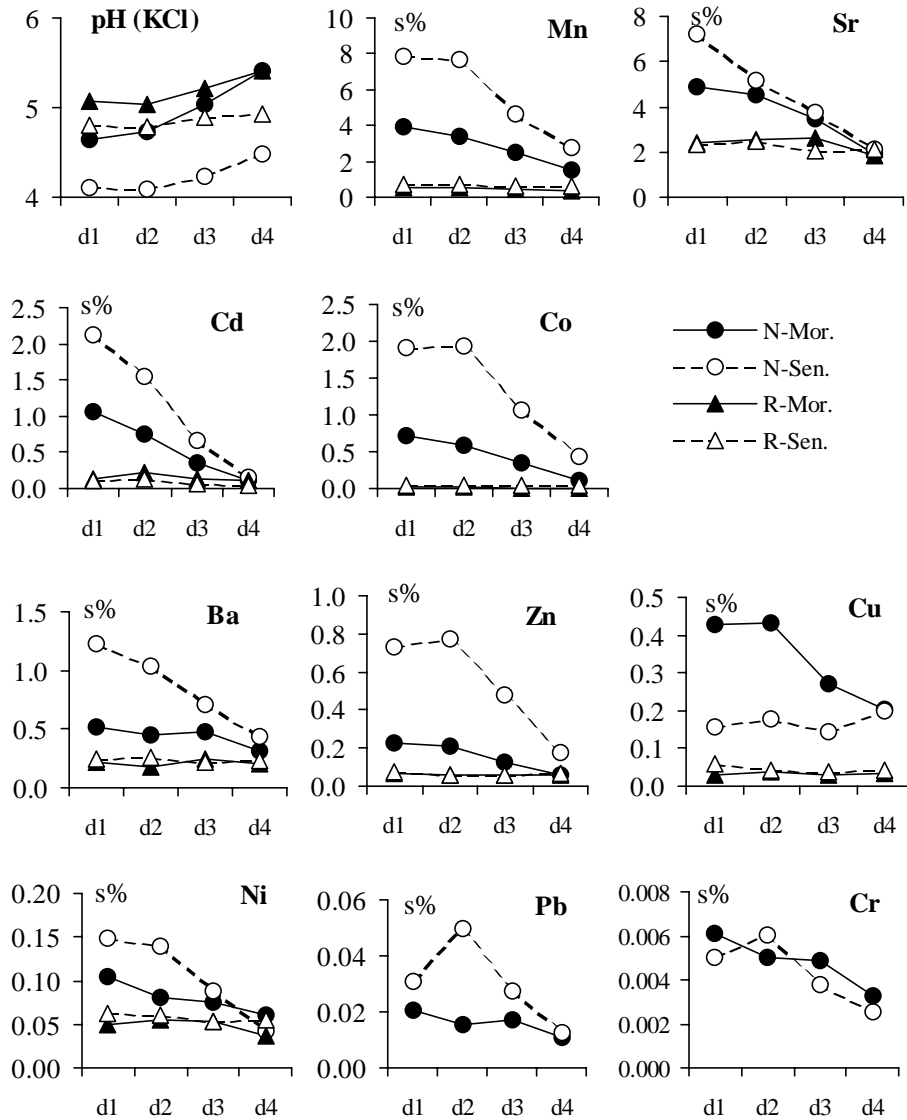 pH (KCl)
6
5
4
d1 d2 d3 d4
s%
Mn
10
8
6
4
2
0
d1 d2 d3 d4
s%
Sr
8
6
4
2
0
d1 d2 d3 d4
s%
Cd
2.5
2.0
1.5
1.0
0.5
0.0
d1 d2 d3 d4
s%
Co
2.5
2.0
1.5
1.0
0.5
0.0
d1 d2 d3 d4
N-Mor.
N-Sen.
R-Mor.
R-Sen.
s%
Ba
1.5
1.0
0.5
0.0
d1 d2 d3 d4
s%
Zn
1.0
0.8
0.6
0.4
0.2
0.0
d1 d2 d3 d4
s%
Cu
0.5
0.4
0.3
0.2
0.1
0.0
d1 d2 d3 d4
s%
Ni
0.20
0.15
0.10
0.05
0.00
d1 d2 d3 d4
s%
Pb
0.06
0.04
0.02
0.00
d1 d2 d3 d4
s%
Cr
0.008
0.006
0.004
0.002
0.000
d1 d2 d3 d4